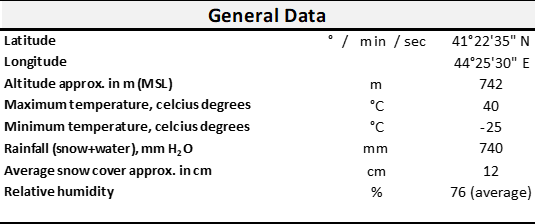 General Data
Latitude ° / min / sec 41°22'35" N
Longitude 44°25'30" E
Altitude approx. in m (MSL) m 742
Maximum temperature, celcius degrees °C 40
Minimum temperature, celcius degrees °C -25
Rainfall (snow+water), mm H₂O mm 740
Average snow cover approx. in cm cm 12
Relative humidity % 76 (average)